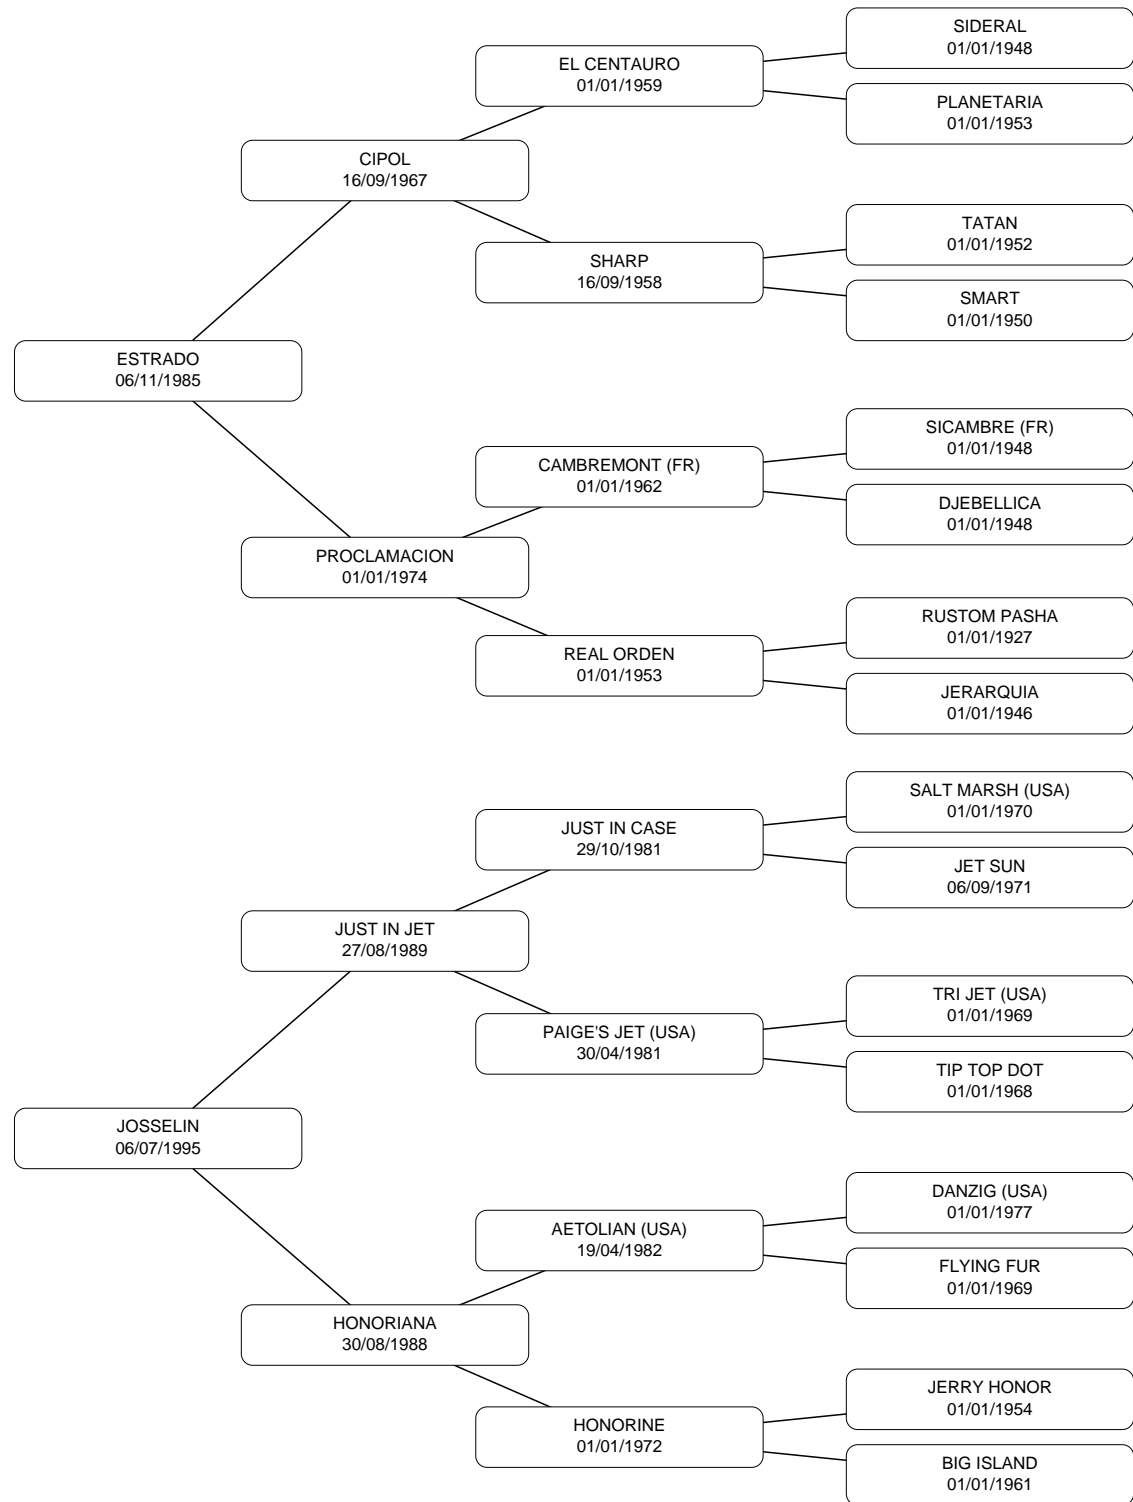 SIDERAL
01/01/1948
EL CENTAURO
01/01/1959
PLANETARIA
01/01/1953
CIPOL
16/09/1967
TATAN
01/01/1952
SHARP
16/09/1958
SMART
01/01/1950
ESTRADO
06/11/1985
SICAMBRE (FR)
01/01/1948
CAMBREMONT (FR)
01/01/1962
DJEBELLICA
01/01/1948
PROCLAMACION
01/01/1974
RUSTOM PASHA
01/01/1927
REAL ORDEN
01/01/1953
JERARQUIA
01/01/1946
SALT MARSH (USA)
01/01/1970
JUST IN CASE
29/10/1981
JET SUN
06/09/1971
JUST IN JET
27/08/1989
TRI JET (USA)
01/01/1969
PAIGE'S JET (USA)
30/04/1981
TIP TOP DOT
01/01/1968
JOSSELIN
06/07/1995
DANZIG (USA)
01/01/1977
AETOLIAN (USA)
19/04/1982
FLYING FUR
01/01/1969
HONORIANA
30/08/1988
JERRY HONOR
01/01/1954
HONORINE
01/01/1972
BIG ISLAND
01/01/1961